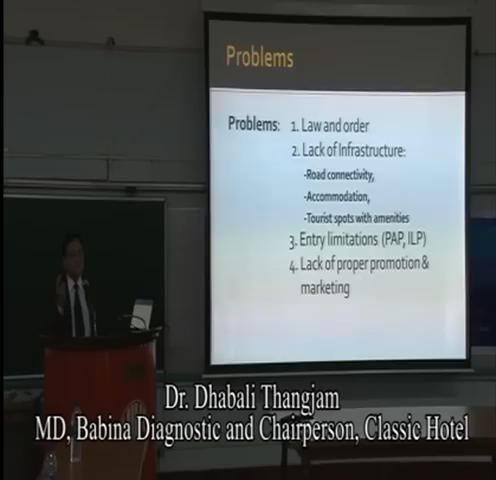 Problems
Problems: 1. Law and order
2. Lack of Infrastructure:
-Road connectivity,
-Accommodation,
-Tourist spots with amenities
3. Entry limitations (PAP, ILP)
4. Lack of proper promotion &
marketing
Dr. Dhabali Thangjam
MD, Babina Diagnostic and Chairperson, Classic Hotel